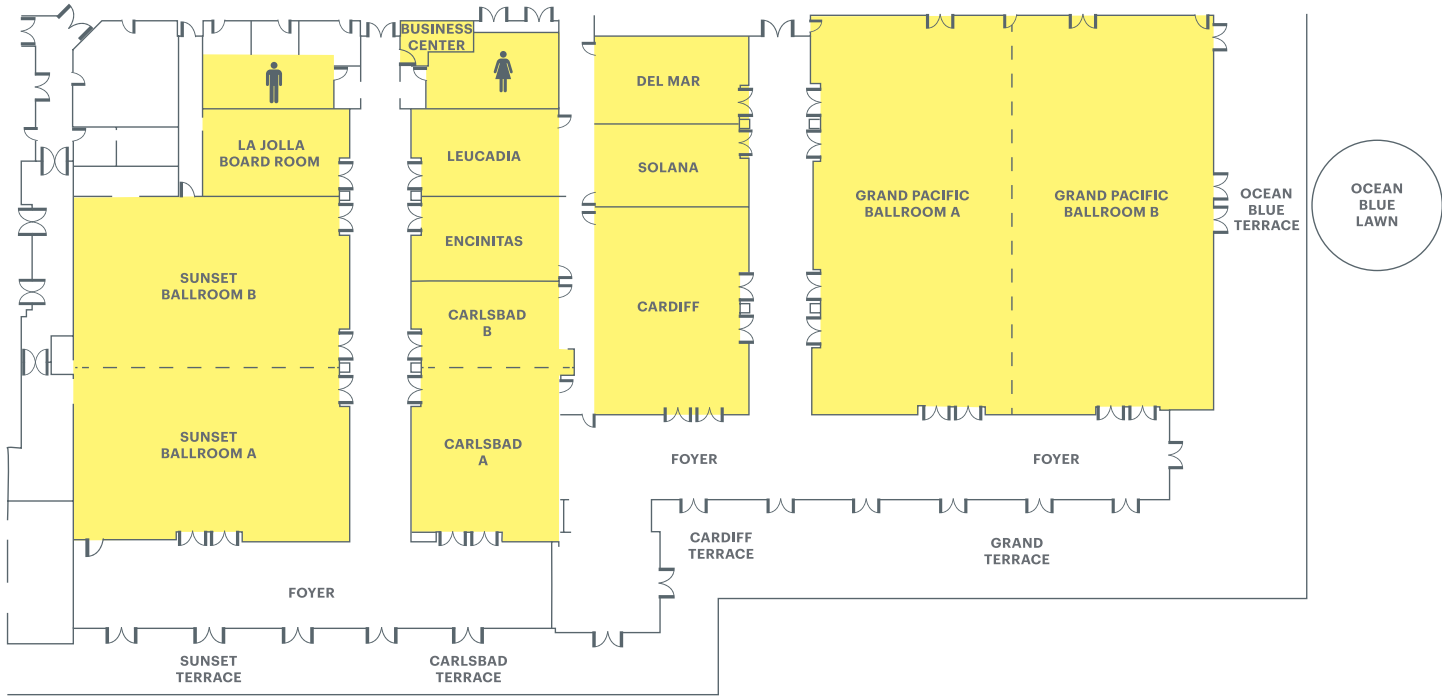 BUSINESS
CENTER
DEL MAR
LA JOLLA
BOARD ROOM
LEUCADIA
SOLANA
GRAND PACIFIC
BALLROOM A
GRAND PACIFIC
BALLROOM B
OCEAN
BLUE
TERRACE
OCEAN
BLUE
LAWN
ENCINITAS
SUNSET
BALLROOM B
CARLSBAD
B
CARDIFF
SUNSET
BALLROOM A
CARLSBAD
A
FOYER
FOYER
CARDIFF
TERRACE
GRAND
TERRACE
FOYER
SUNSET
TERRACE
CARLSBAD
TERRACE